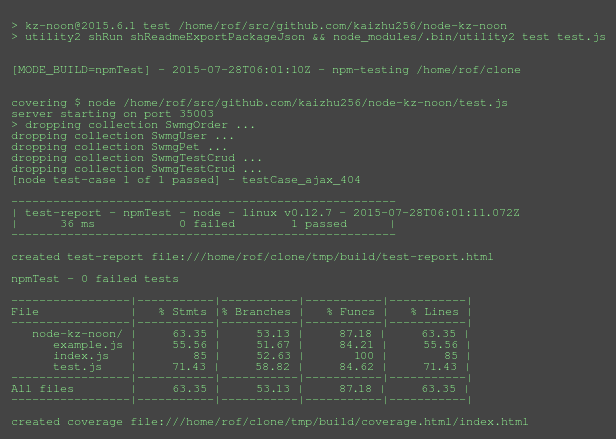 > kz-noon@2015.6.1 test /home/rof/src/github.com/kaizhu256/node-kz-noon
> utility2 shRun shReadmeExportPackageJson && node_modules/.bin/utility2 test test.js
[MODE_BUILD=npmTest] - 2015-07-28T06:01:10Z - npm-testing /home/rof/clone
covering $ node /home/rof/src/github.com/kaizhu256/node-kz-noon/test.js
server starting on port 35003
> dropping collection SwmgOrder ...
dropping collection SwmgUser ...
dropping collection SwmgPet ...
dropping collection SwmgTestCrud ...
dropping collection SwmgTestCrud ...
[node test-case 1 of 1 passed] - testCase_ajax_404
-------------------------------------------------------
| test-report - npmTest - node - linux v0.12.7 - 2015-07-28T06:01:11.072Z
|      36 ms            0 failed        1 passed      |
-------------------------------------------------------
created test-report file:///home/rof/clone/tmp/build/test-report.html
npmTest - 0 failed tests
-----------------|-----------|-----------|-----------|-----------|
File             |   % Stmts |% Branches |   % Funcs |   % Lines |
-----------------|-----------|-----------|-----------|-----------|
   node-kz-noon/ |     63.35 |     53.13 |     87.18 |     63.35 |
      example.js |     55.56 |     51.67 |     84.21 |     55.56 |
      index.js   |        85 |     52.63 |       100 |        85 |
      test.js    |     71.43 |     58.82 |     84.62 |     71.43 |
-----------------|-----------|-----------|-----------|-----------|
All files        |     63.35 |     53.13 |     87.18 |     63.35 |
-----------------|-----------|-----------|-----------|-----------|
created coverage file:///home/rof/clone/tmp/build/coverage.html/index.html